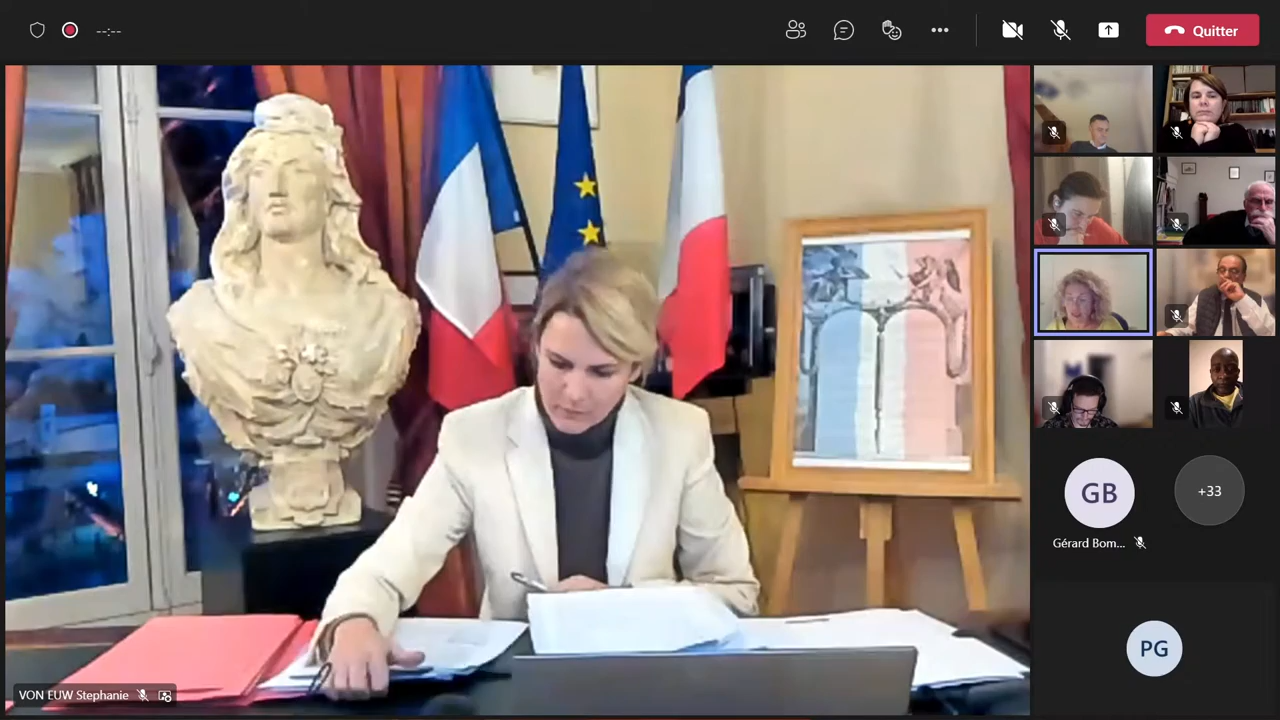 --:--
Quitter
GB
+33
Gérard Bom...
PG
VON EUW Stephanie